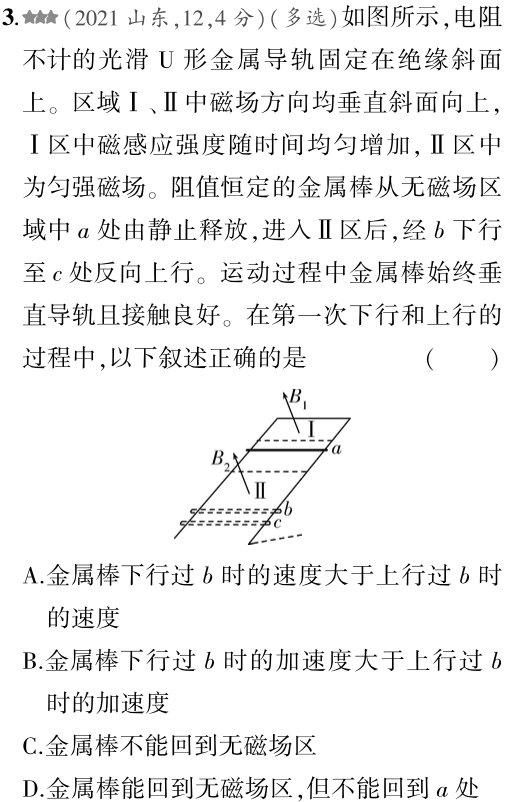 3.★★★(2021 山东,12,4 分)(多选)如图所示,电阻
不计的光滑 U 形金属导轨固定在绝缘斜面
上。区域Ⅰ、Ⅱ中磁场方向均垂直斜面向上,
Ⅰ区中磁感应强度随时间均匀增加,Ⅱ区中
为匀强磁场。阻值恒定的金属棒从无磁场区
域中 a 处由静止释放,进入Ⅱ区后,经 b 下行
至 c 处反向上行。运动过程中金属棒始终垂
直导轨且接触良好。在第一次下行和上行的
过程中,以下叙述正确的是 (  )
B₁
Ⅰ
a
B₂
Ⅱ
b
c
A.金属棒下行过 b 时的速度大于上行过 b 时
的速度
B.金属棒下行过 b 时的加速度大于上行过 b
时的加速度
C.金属棒不能回到无磁场区
D.金属棒能回到无磁场区,但不能回到 a 处